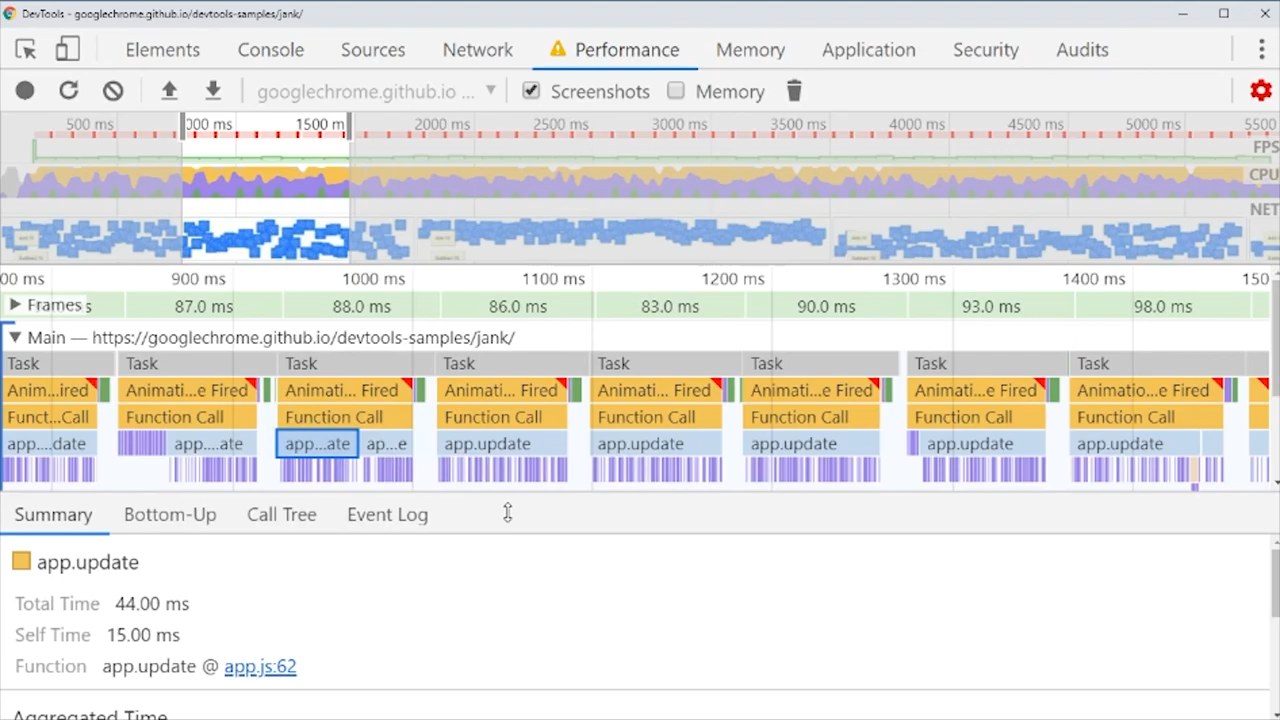 DevTools - googlechrome.github.io/devtools-samples/jank/
Elements Console Sources Network Performance Memory Application Security Audits
googlechrome.github.io ... ▼ Screenshots Memory
500 ms 000 ms 1500 m 2000 ms 2500 ms 3000 ms 3500 ms 4000 ms 4500 ms 5000 ms 5500
FPS
CPU
NET
00 ms 900 ms 1000 ms 1100 ms 1200 ms 1300 ms 1400 ms 150
▶ Frames s 87.0 ms 88.0 ms 86.0 ms 83.0 ms 90.0 ms 93.0 ms 98.0 ms
▼ Main — https://googlechrome.github.io/devtools-samples/jank/
Task Task Task Task Task Task Task Task
Anim...ired Animati...e Fired Animati... Fired Animati... Fired Animati... Fired Animati...e Fired Animati...e Fired Animatio...e Fired
Funct...Call Function Call Function Call Function Call Function Call Function Call Function Call Function Call
app....date app....ate app...ate ap...e app.update app.update app.update app.update app.update
Summary Bottom-Up Call Tree Event Log
app.update
Total Time 44.00 ms
Self Time 15.00 ms
Function app.update @ app.js:62
Aggregated Time